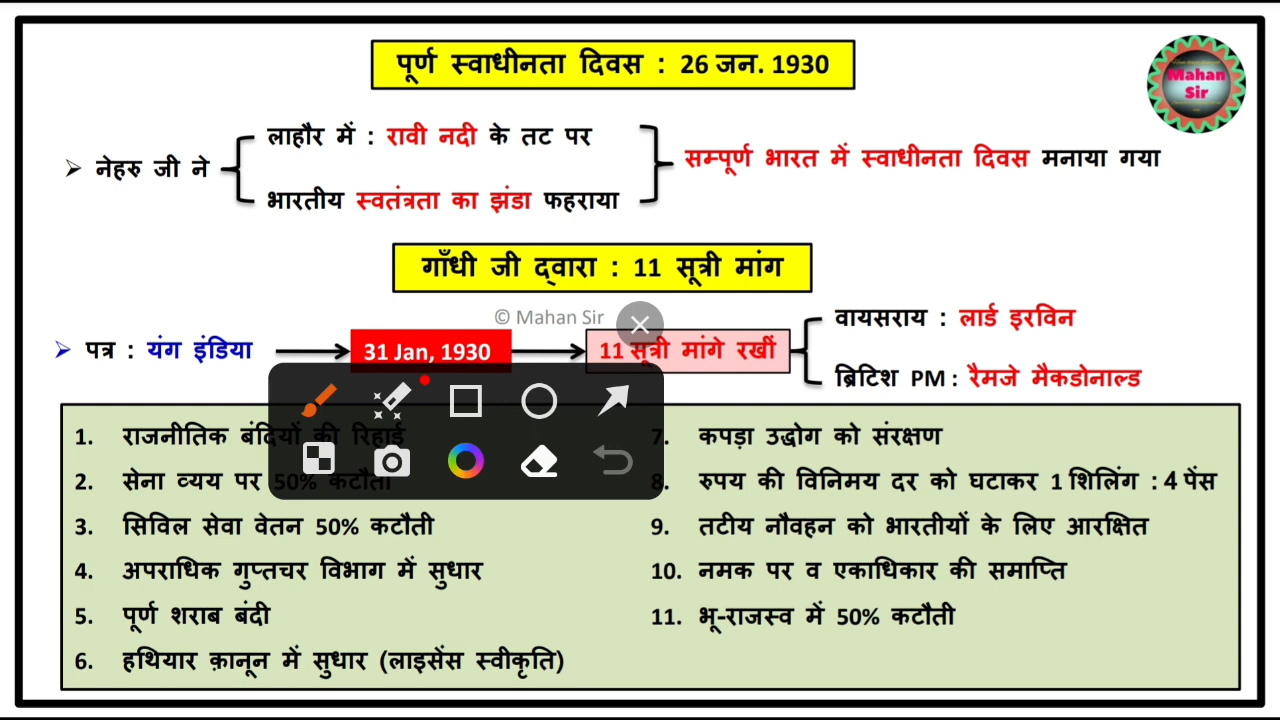 पूर्ण स्वाधीनता दिवस : 26 जन. 1930
Mahan
Sir
➢ नेहरु जी ने
लाहौर में : रावी नदी के तट पर
भारतीय स्वतंत्रता का झंडा फहराया
सम्पूर्ण भारत में स्वाधीनता दिवस मनाया गया
गाँधी जी द्वारा : 11 सूत्री मांग
© Mahan Sir
➢ पत्र : यंग इंडिया
31 Jan, 1930
11 सूत्री मांगे रखीं
वायसराय : लार्ड इरविन
ब्रिटिश PM : रैमजे मैकडोनाल्ड
1. राजनीतिक बंदियों की रिहाई
2. सेना व्यय पर 50% कटौती
3. सिविल सेवा वेतन 50% कटौती
4. अपराधिक गुप्तचर विभाग में सुधार
5. पूर्ण शराब बंदी
6. हथियार क़ानून में सुधार (लाइसेंस स्वीकृति)
7. कपड़ा उद्धोग को संरक्षण
8. रुपय की विनिमय दर को घटाकर 1 शिलिंग : 4 पेंस
9. तटीय नौवहन को भारतीयों के लिए आरक्षित
10. नमक पर व एकाधिकार की समाप्ति
11. भू-राजस्व में 50% कटौती